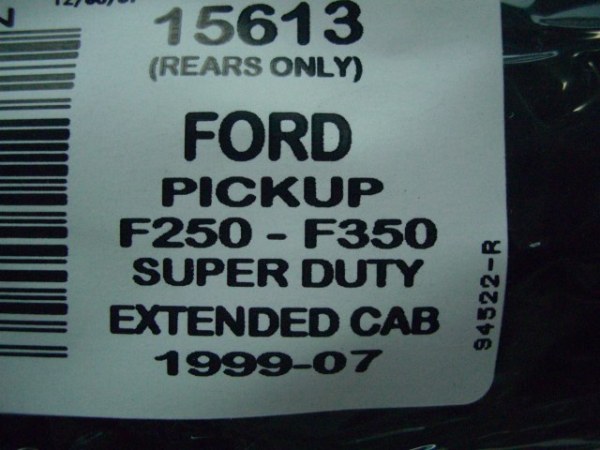 15613
(REARS ONLY)
FORD
PICKUP
F250 - F350
SUPER DUTY
EXTENDED CAB
1999-07
94522-R